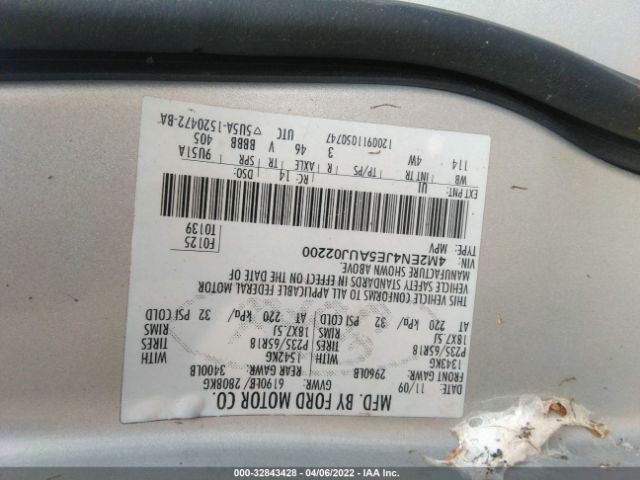 MFD. BY FORD MOTOR CO.
DATE: 11/09 GVWR: 6190LB/ 2808KG
FRONT GAWR: 2960LB REAR GAWR: 3400LB
1343KG WITH 1542KG WITH
P235/65R18 TIRES P235/65R18 TIRES
18X7.5J RIMS 18X7.5J RIMS
AT 220 kPa/ 32 PSI COLD AT 220 kPa/ 32 PSI COLD
THIS VEHICLE CONFORMS TO ALL APPLICABLE FEDERAL MOTOR
VEHICLE SAFETY STANDARDS IN EFFECT ON THE DATE OF
MANUFACTURE SHOWN ABOVE.
VIN: 4M2EN4JE5AUJ02200
TYPE: MPV
F0125
T0139
EXT PNT: UI RC: 14 DSO:
WB INT TR TP/PS R AXLE TR SPR 9U51A
114 4W 3 46 V BBBB 405
UTC
1200911050747 ▽5U5A-1520472-BA
000-32843428 - 04/06/2022 - IAA Inc.